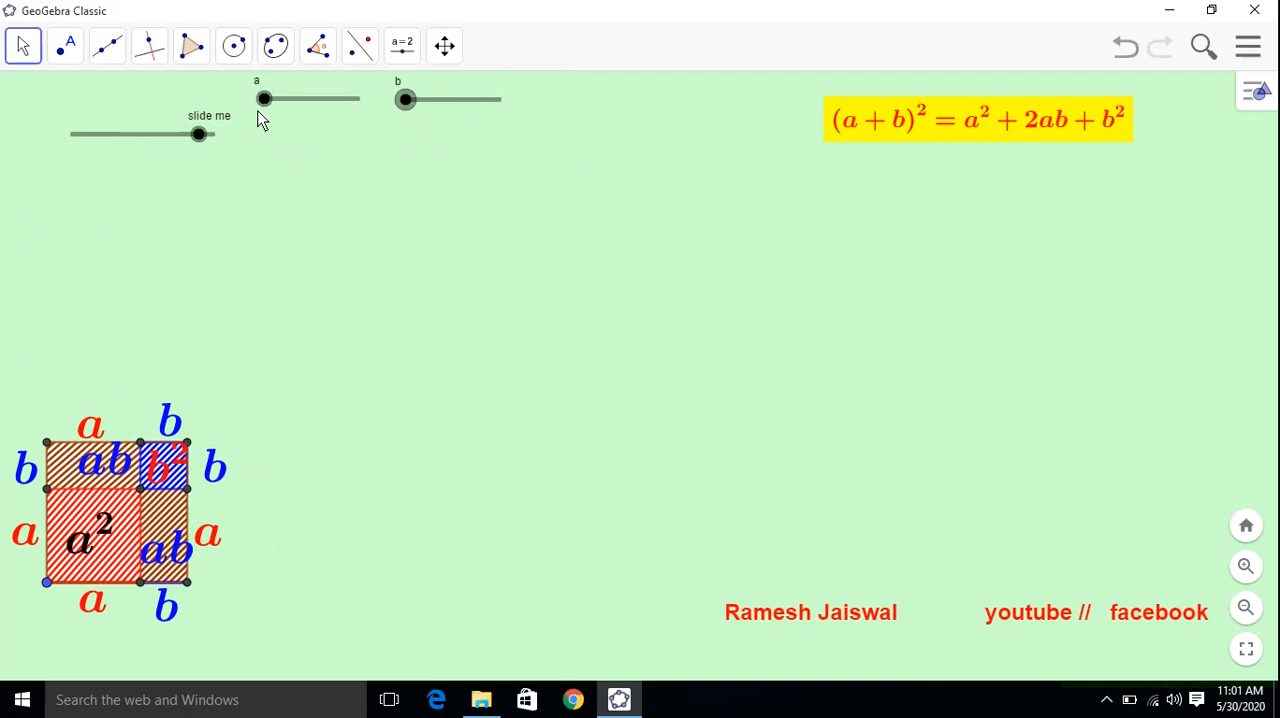 GeoGebra Classic
A
a=2
a
b
slide me
(a + b)² = a² + 2ab + b²
a
b
b
ab
b²
b
a
a²
ab
a
a
b
Ramesh Jaiswal youtube // facebook
Search the web and Windows
11:01 AM
5/30/2020